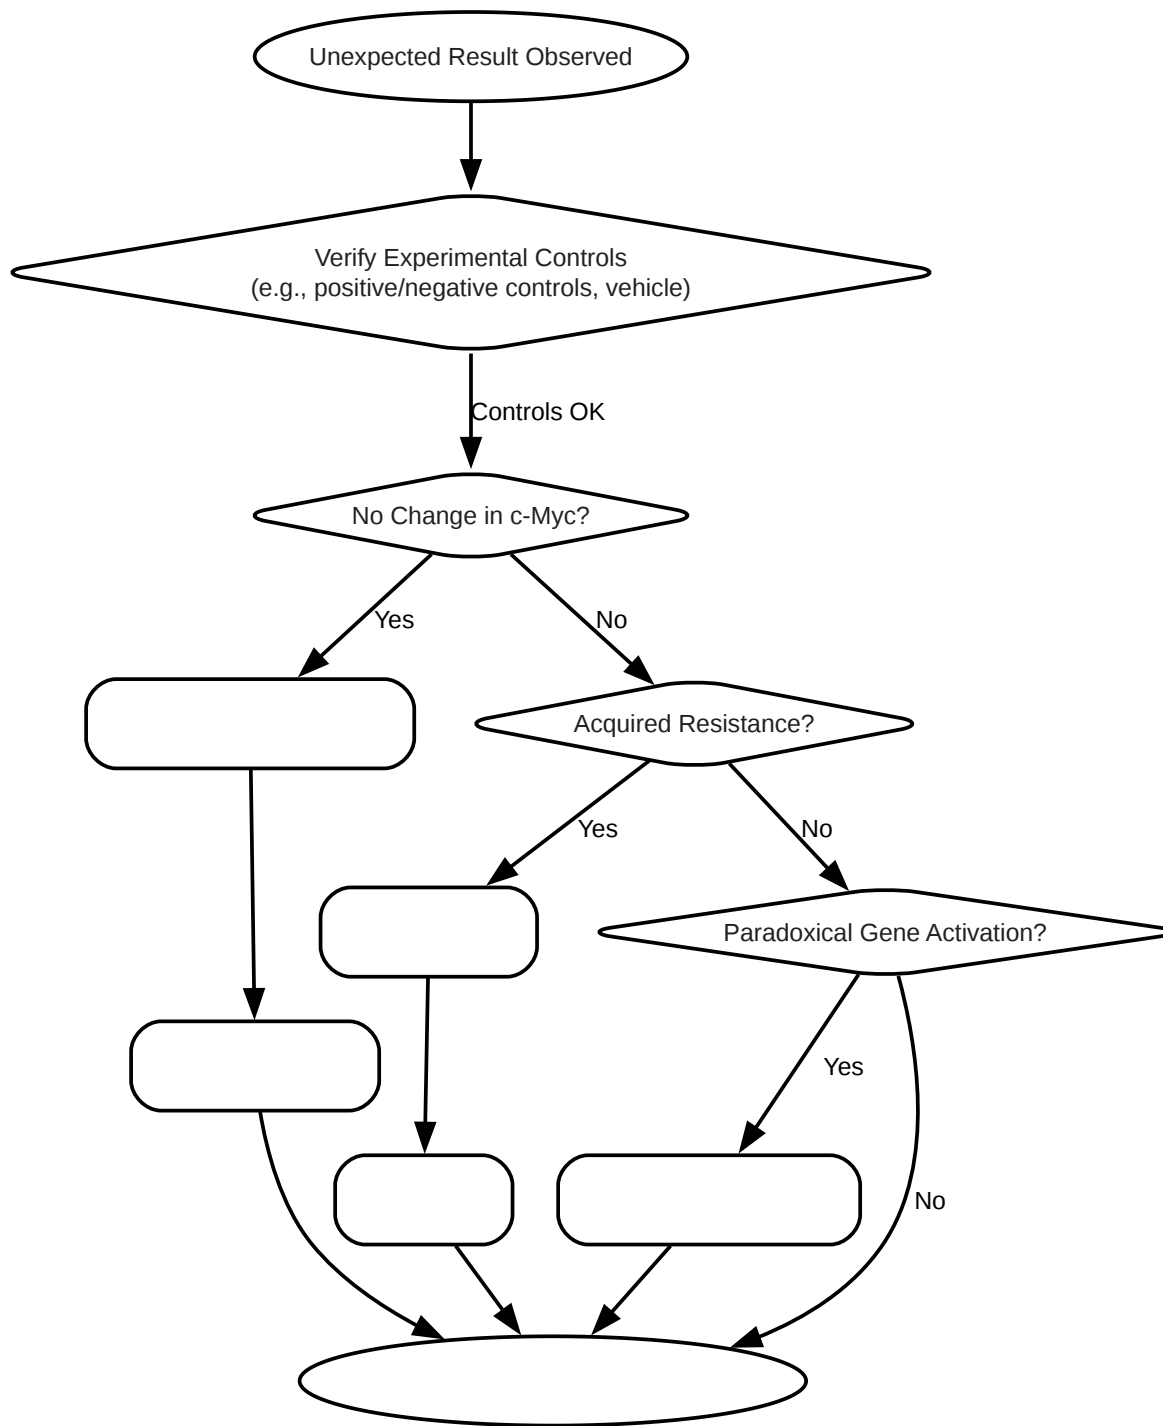 Unexpected Result Observed
Verify Experimental Controls
(e.g., positive/negative controls, vehicle)
Controls OK
No Change in c-Myc?
Yes
No
Acquired Resistance?
Yes
No
Paradoxical Gene Activation?
Yes
No